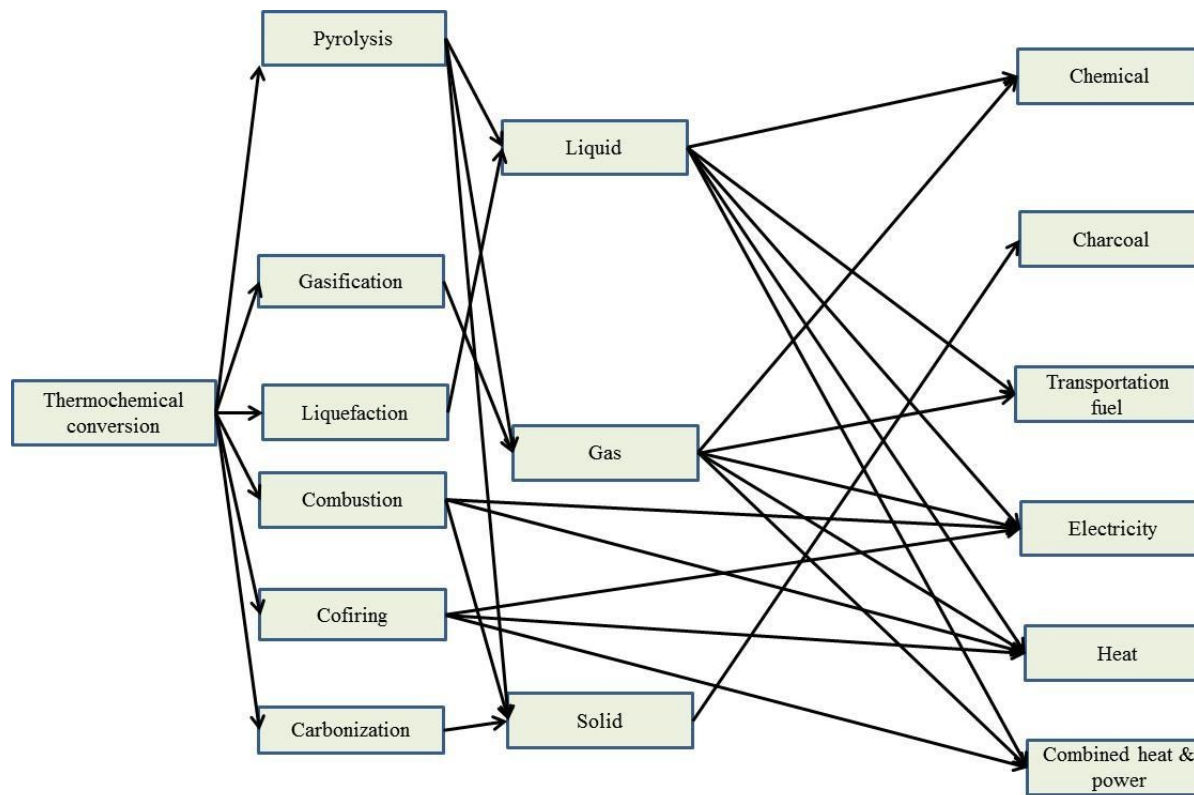 Pyrolysis
Chemical
Liquid
Charcoal
Gasification
Thermochemical
conversion
Liquefaction
Transportation
fuel
Gas
Combustion
Electricity
Cofiring
Heat
Carbonization
Solid
Combined heat &
power